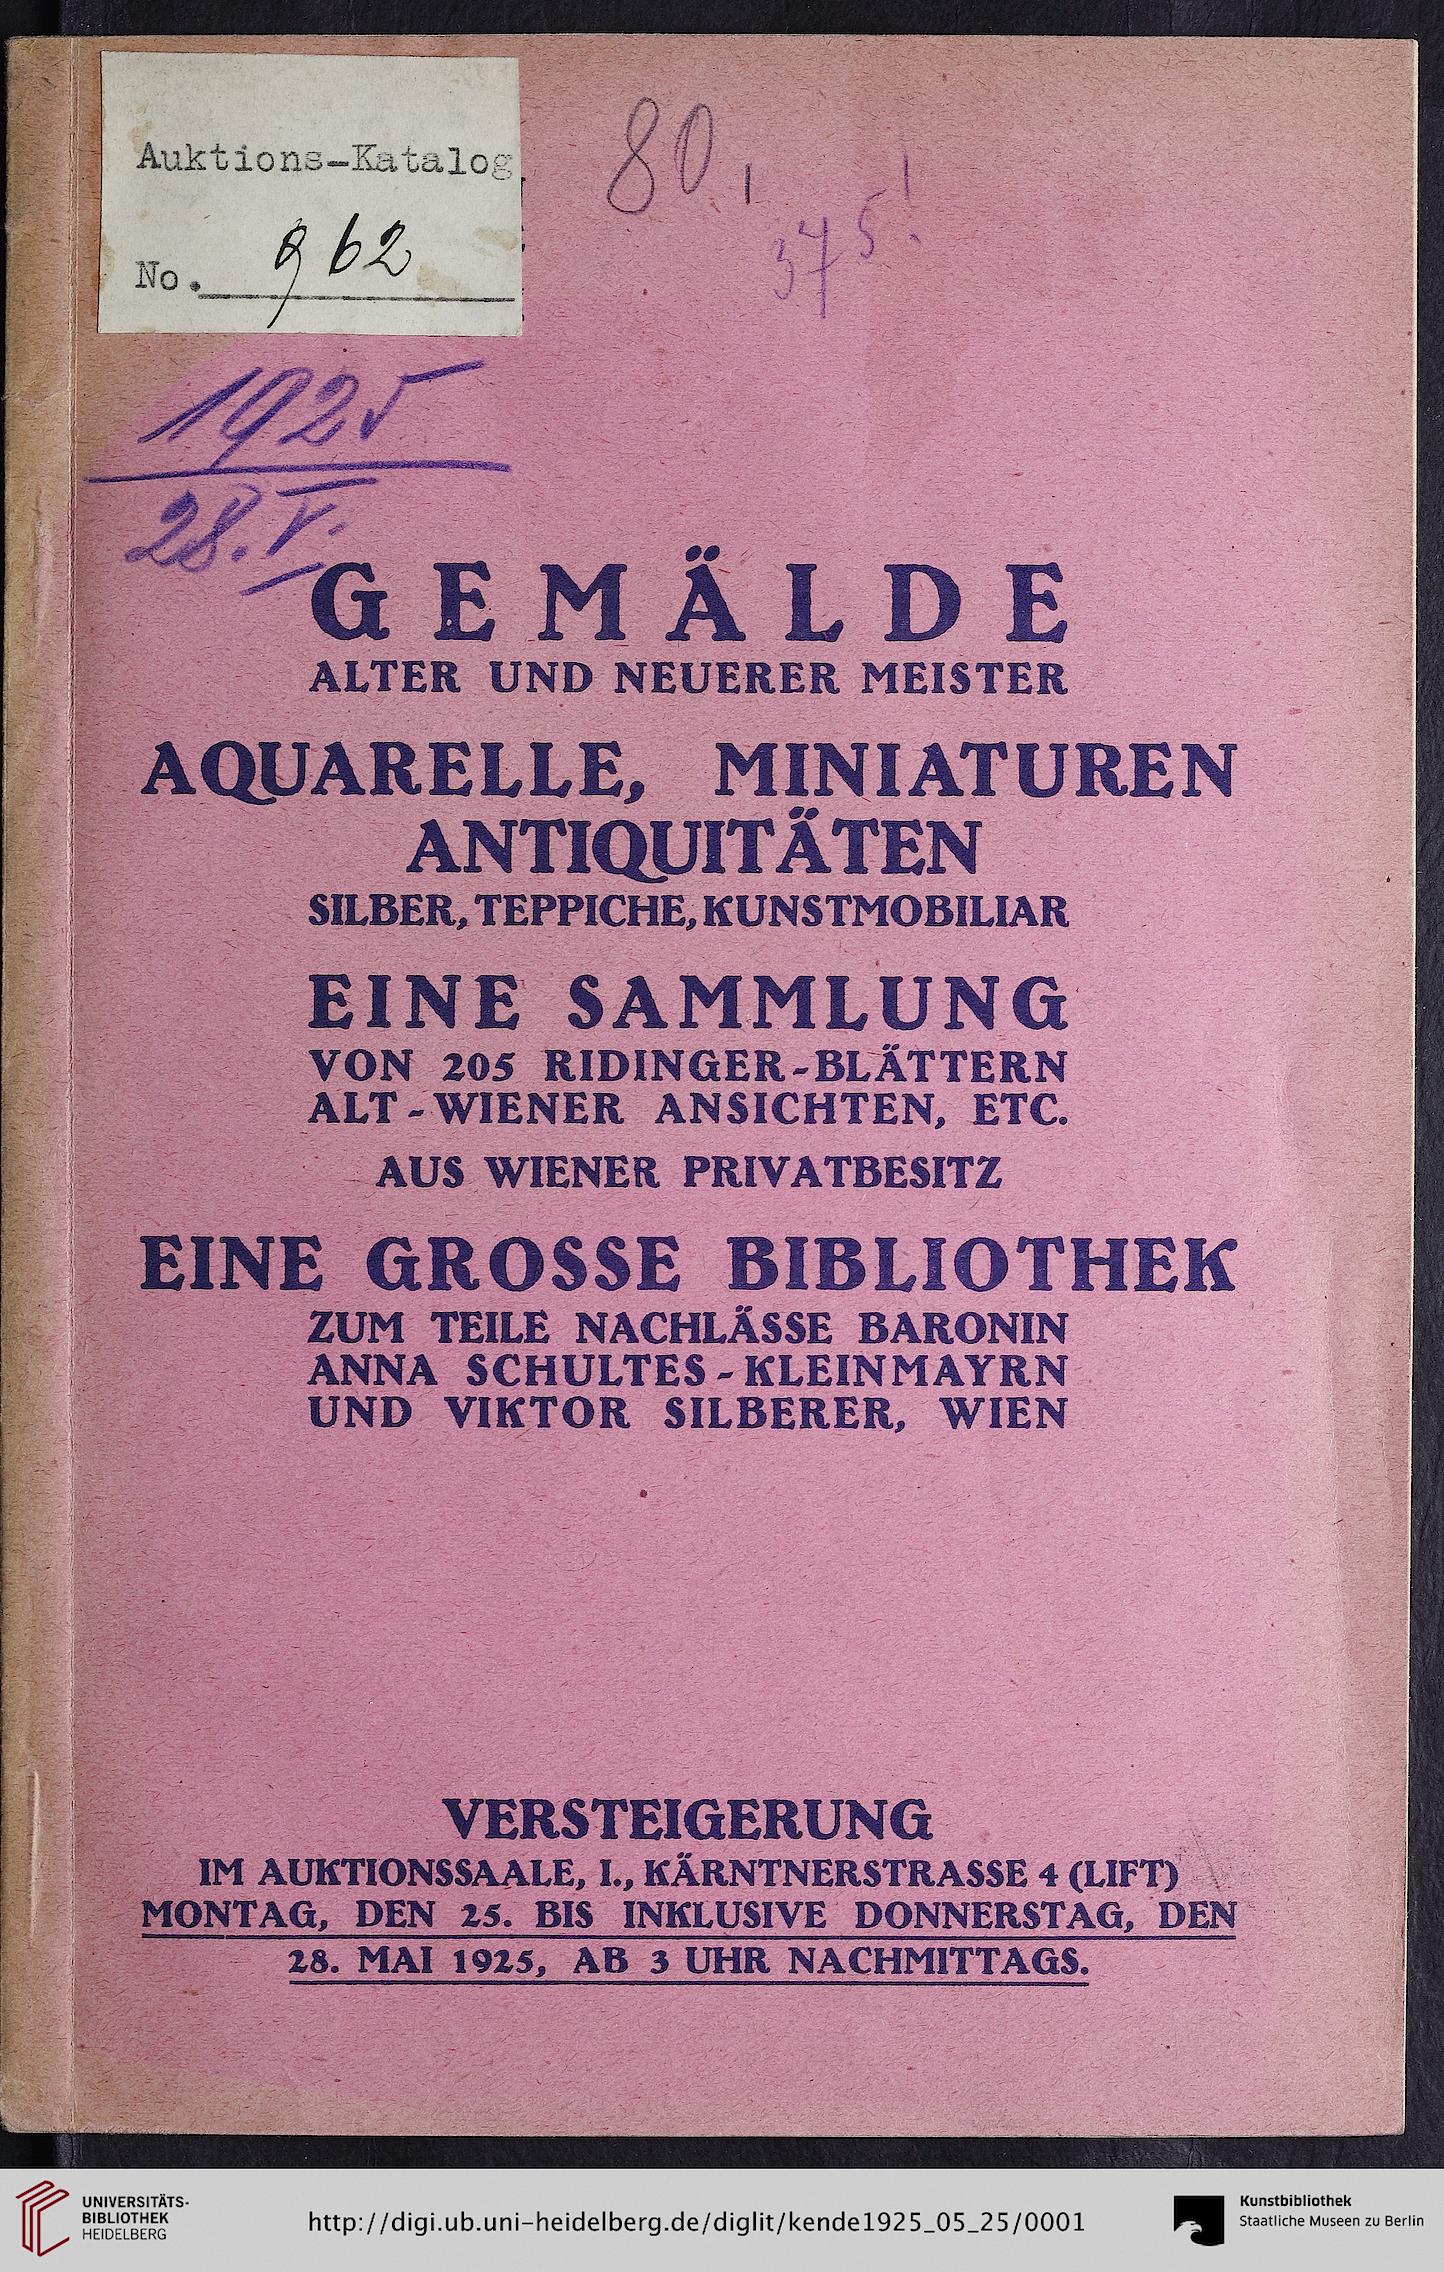 Auktions-Katalog
No. 962
80,
375!
1925
28. V.
GEMÄLDE
ALTER UND NEUERER MEISTER
AQUARELLE, MINIATUREN
ANTIQUITÄTEN
SILBER, TEPPICHE, KUNSTMOBILIAR
EINE SAMMLUNG
VON 205 RIDINGER-BLÄTTERN
ALT-WIENER ANSICHTEN, ETC.
AUS WIENER PRIVATBESITZ
EINE GROSSE BIBLIOTHEK
ZUM TEILE NACHLÄSSE BARONIN
ANNA SCHULTES-KLEINMAYRN
UND VIKTOR SILBERER, WIEN
VERSTEIGERUNG
IM AUKTIONSSAALE, I., KÄRNTNERSTRASSE 4 (LIFT)
MONTAG, DEN 25. BIS INKLUSIVE DONNERSTAG, DEN
28. MAI 1925, AB 3 UHR NACHMITTAGS.
UNIVERSITÄTS-
BIBLIOTHEK
HEIDELBERG
http://digi.ub.uni-heidelberg.de/diglit/kende1925_05_25/0001
Kunstbibliothek
Staatliche Museen zu Berlin